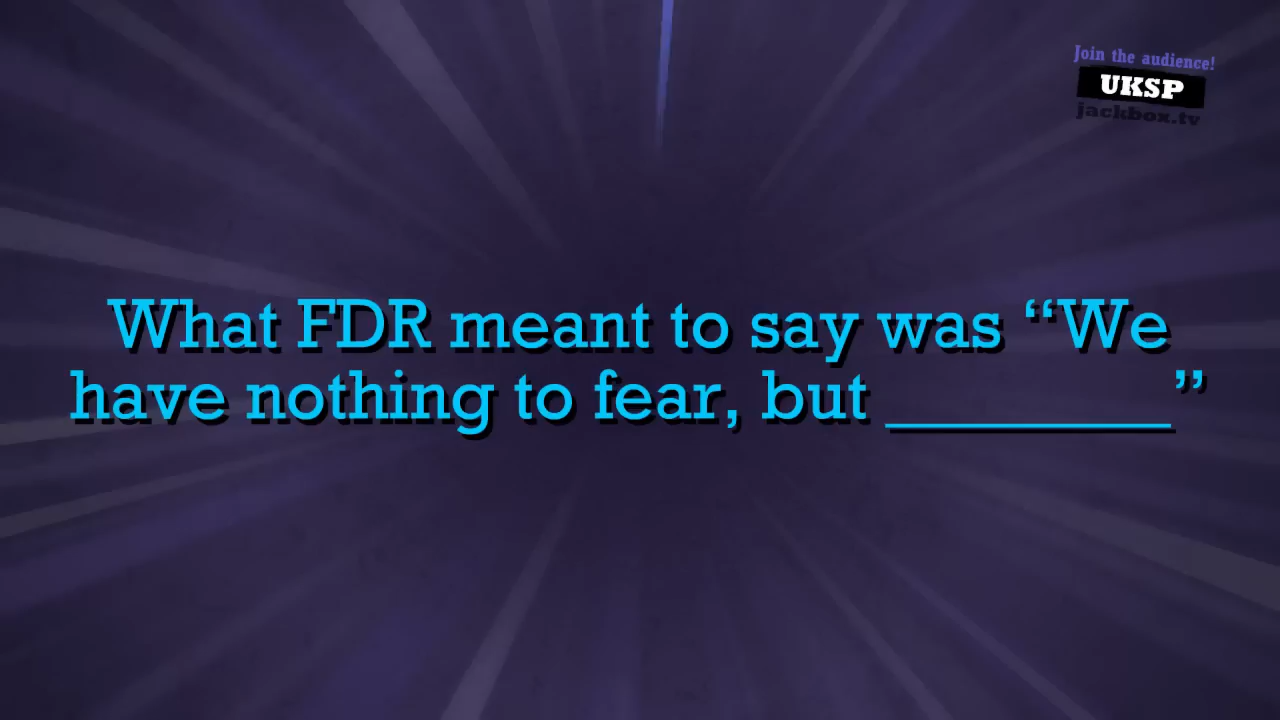 Join the audience!
UKSP
jackbox.tv
What FDR meant to say was “We
have nothing to fear, but ________”